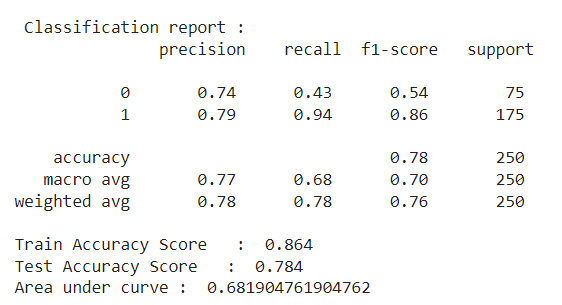 Classification report :
precision recall f1-score support
0 0.74 0.43 0.54 75
1 0.79 0.94 0.86 175
accuracy 0.78 250
macro avg 0.77 0.68 0.70 250
weighted avg 0.78 0.78 0.76 250
Train Accuracy Score : 0.864
Test Accuracy Score : 0.784
Area under curve : 0.681904761904762